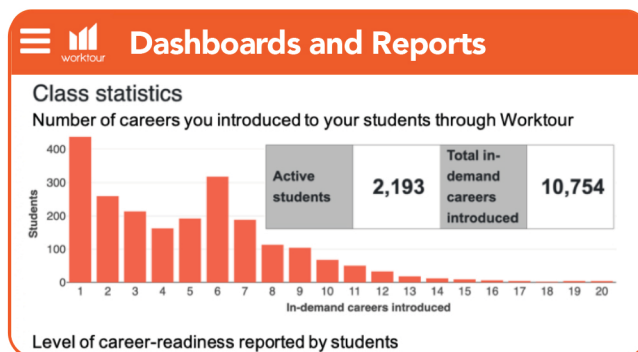 worktour
Dashboards and Reports
Class statistics
Number of careers you introduced to your students through Worktour
400
300
200
100
0
Students
Active
students
2,193
Total in-
demand
careers
introduced
10,754
1 2 3 4 5 6 7 8 9 10 11 12 13 14 15 16 17 18 19 20
In-demand careers introduced
Level of career-readiness reported by students